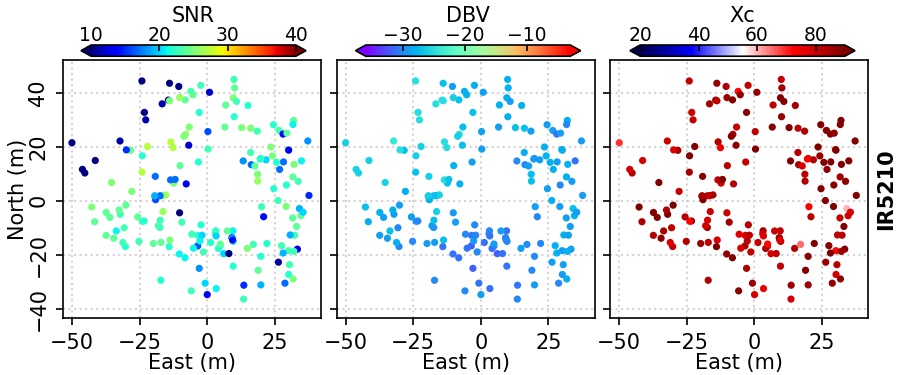 SNR DBV Xc
10 20 30 40 −30 −20 −10 20 40 60 80
40
20
0
−20
−40
North (m)
IR5210
−50 −25 0 25 −50 −25 0 25 −50 −25 0 25
East (m) East (m) East (m)